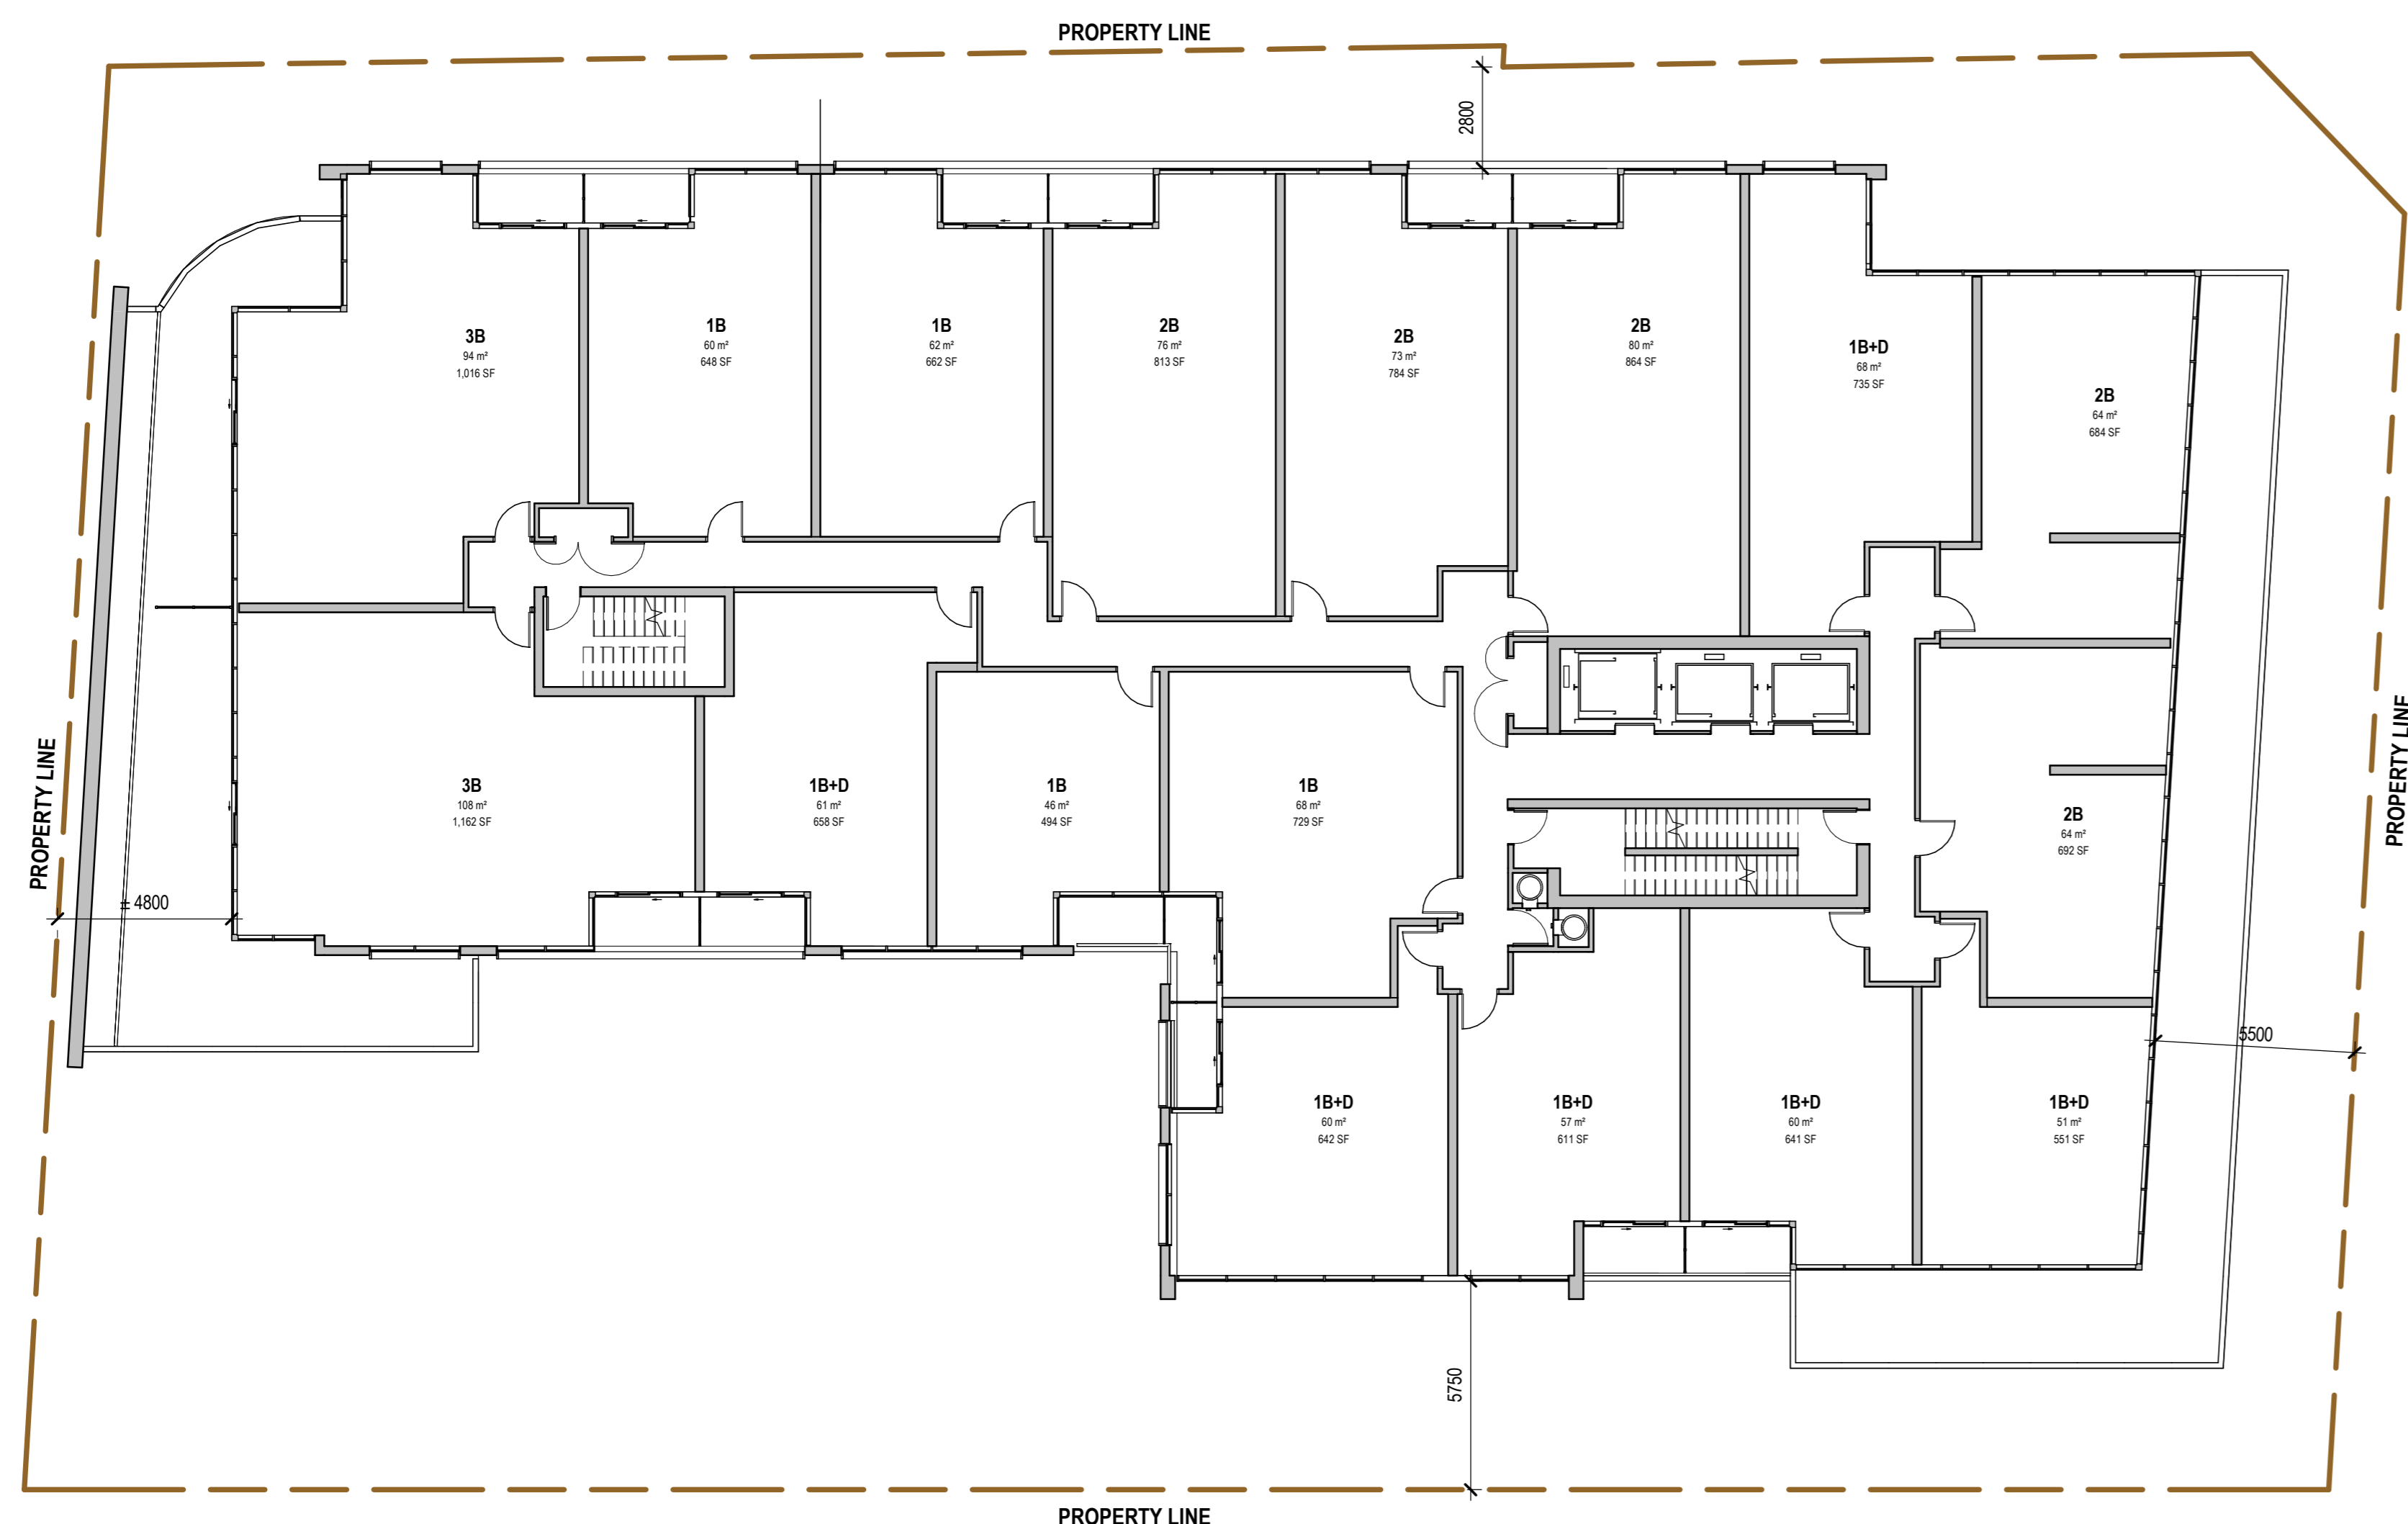 PROPERTY LINE
2800
3B
94 m²
1,016 SF
1B
60 m²
648 SF
1B
62 m²
662 SF
2B
76 m²
813 SF
2B
73 m²
784 SF
2B
80 m²
864 SF
1B+D
68 m²
735 SF
2B
64 m²
684 SF
PROPERTY LINE
PROPERTY LINE
3B
108 m²
1,162 SF
1B+D
61 m²
658 SF
1B
46 m²
494 SF
1B
68 m²
729 SF
2B
64 m²
692 SF
± 4800
5500
1B+D
60 m²
642 SF
1B+D
57 m²
611 SF
1B+D
60 m²
641 SF
1B+D
51 m²
551 SF
5750
PROPERTY LINE